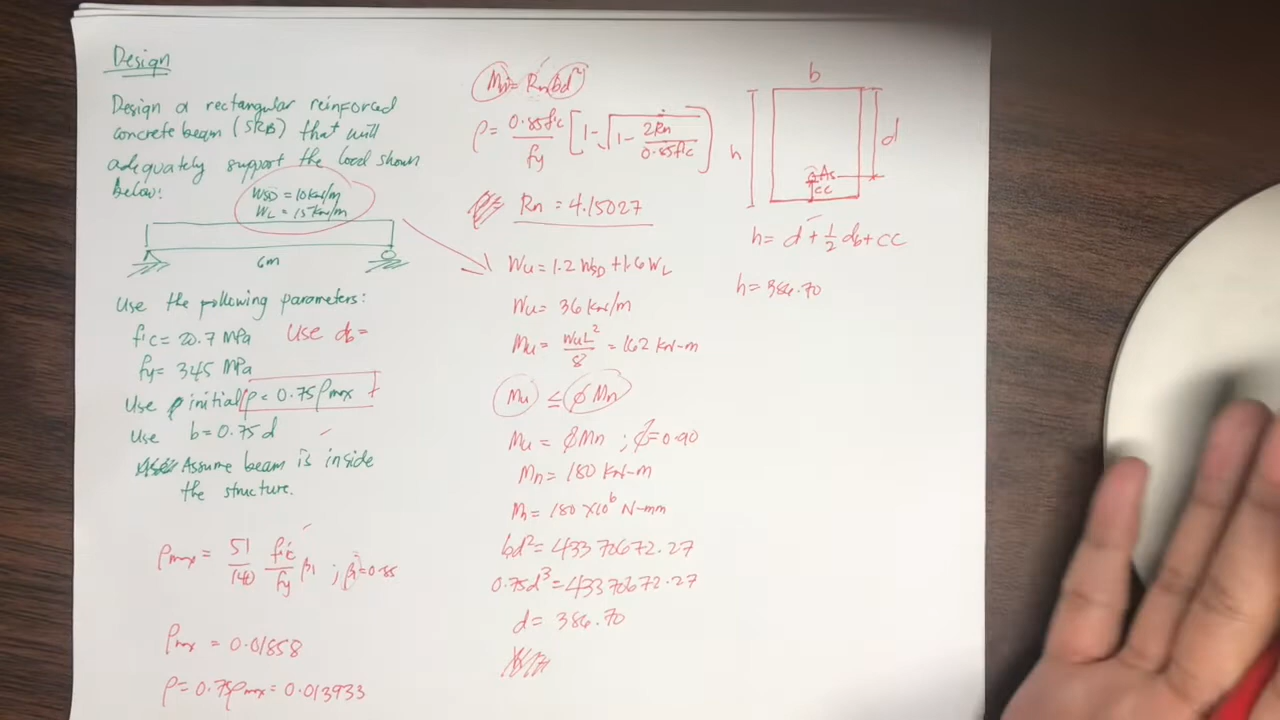 Design
Design a rectangular reinforced
concrete beam (SRB) that will
adequately support the load shown
below:
WSD = 10 kN/m
WL = 15 kN/m
6m
Use the following parameters:
f'c = 20.7 MPa
Use db =
fy = 345 MPa
Use ρ initial ρ = 0.75ρmax
Use b = 0.75 d
Assume beam is inside
the structure.
ρmax = 51/140 f'c/fy β1 ; β1 = 0.85
ρmax = 0.01858
ρ = 0.75ρmax = 0.013933
Mn = Rn bd²
ρ = 0.85f'c/fy [1-√(1- 2Rn/0.85f'c)]
Rn = 4.15027
Wu = 1.2 WSD + 1.6 WL
Wu = 36 kN/m
Mu = WuL²/8 = 162 kN-m
Mu ≤ φMn
Mu = φMn ; φ = 0.90
Mn = 180 kN-m
Mn = 180 x10⁶ N-mm
bd² = 43370672.27
0.75d³ = 43370672.27
d = 386.70
b
h
d
As
cc
h = d + ½ db + cc
h = 386.70